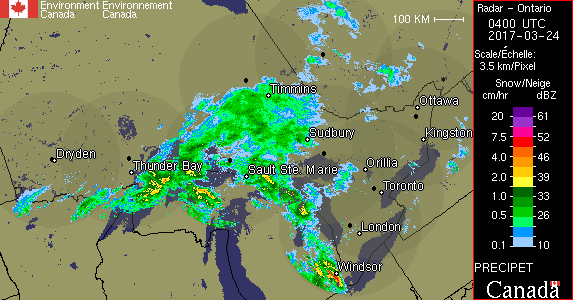 Environment Environnement
Canada Canada
100 KM
Timmins
Ottawa
Sudbury
Kingston
Dryden
Thunder Bay
Sault Ste. Marie
Orillia
Toronto
London
Windsor
Radar - Ontario
0400 UTC
2017-03-24
Scale/Échelle:
3.5 km/Pixel
Snow/Neige
cm/hr dBZ
20 61
7.5 52
4.0 46
2.0 39
1.0 33
0.5 26
0.1 10
PRECIPET
Canada